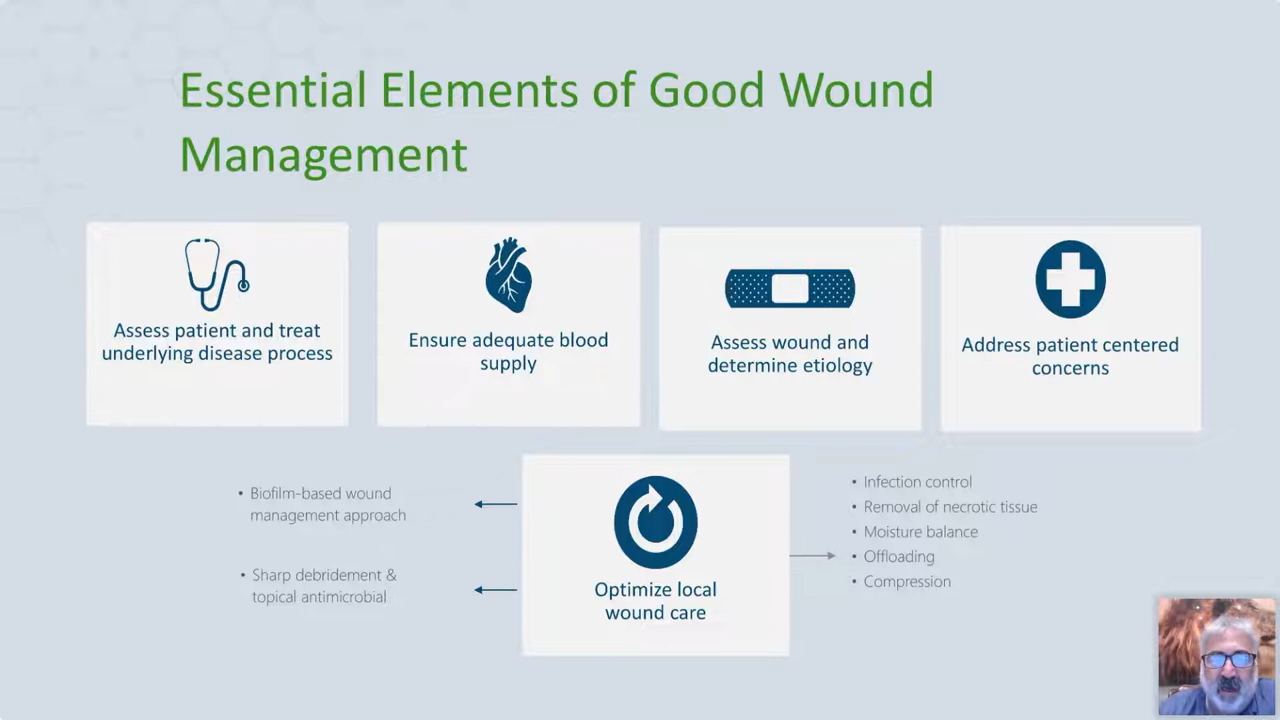 Essential Elements of Good Wound
Management
Assess patient and treat
underlying disease process
Ensure adequate blood
supply
Assess wound and
determine etiology
Address patient centered
concerns
• Biofilm-based wound
management approach
• Sharp debridement &
topical antimicrobial
Optimize local
wound care
• Infection control
• Removal of necrotic tissue
• Moisture balance
• Offloading
• Compression